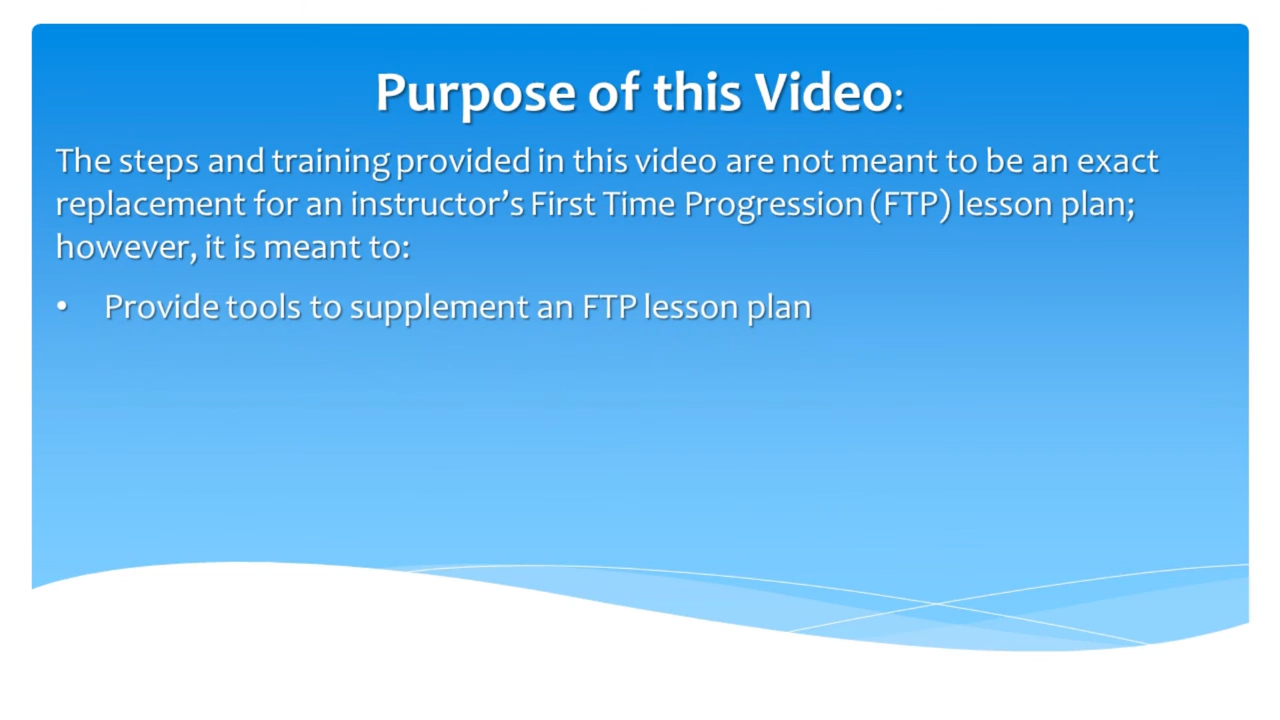 Purpose of this Video:
The steps and training provided in this video are not meant to be an exact
replacement for an instructor’s First Time Progression (FTP) lesson plan;
however, it is meant to:
• Provide tools to supplement an FTP lesson plan